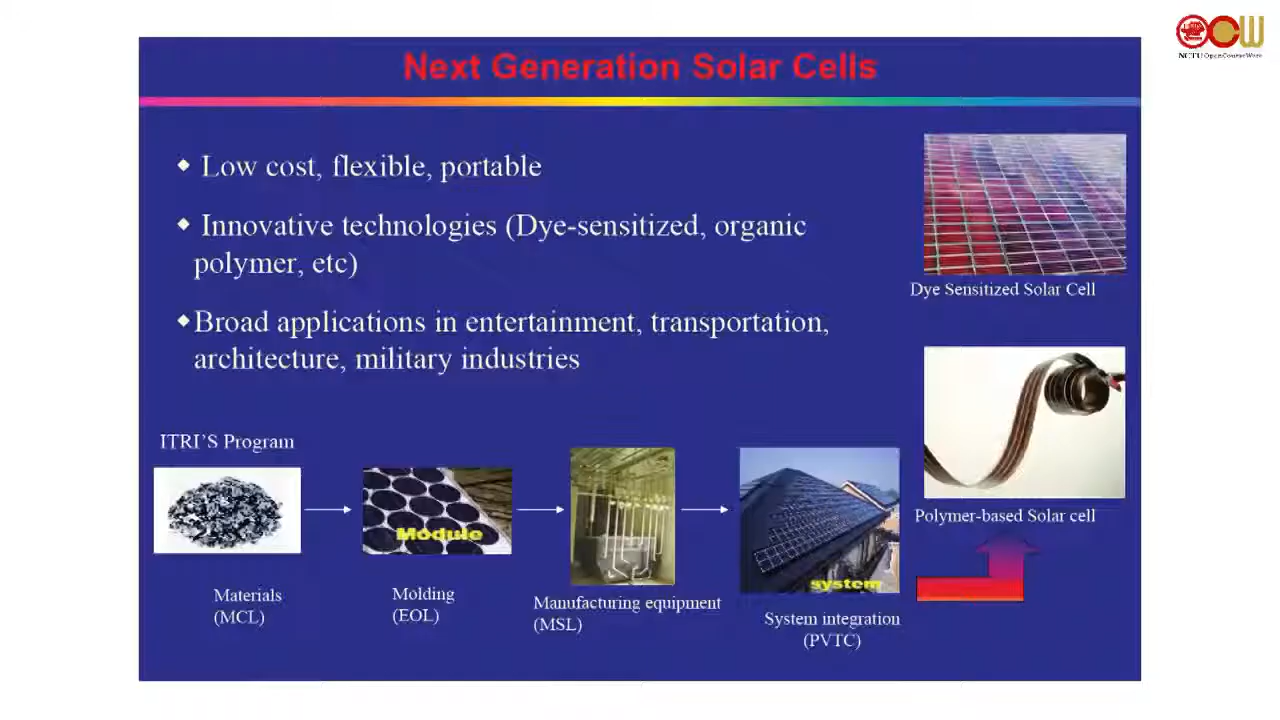 NCTU OpenCourseWare
Next Generation Solar Cells
Low cost, flexible, portable
Innovative technologies (Dye-sensitized, organic
polymer, etc)
Broad applications in entertainment, transportation,
architecture, military industries
Dye Sensitized Solar Cell
Polymer-based Solar cell
ITRI'S Program
Module
system
Materials
(MCL)
Molding
(EOL)
Manufacturing equipment
(MSL)
System integration
(PVTC)